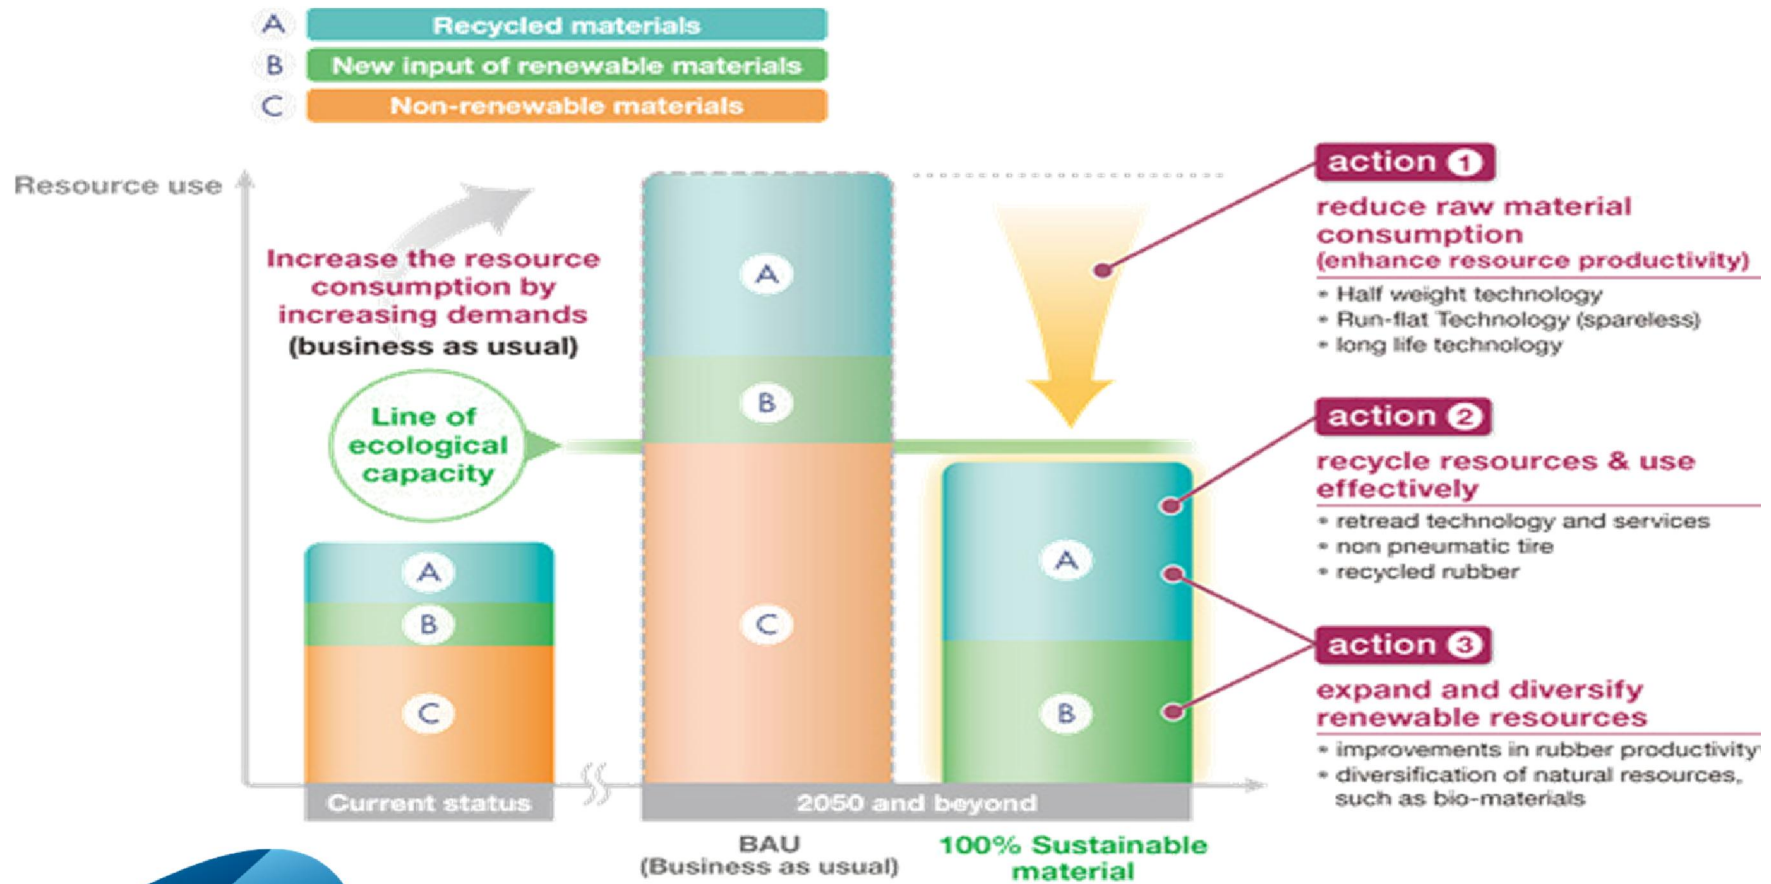 A Recycled materials
B New input of renewable materials
C Non-renewable materials
Resource use
Increase the resource
consumption by
increasing demands
(business as usual)
Line of
ecological
capacity
A
B
C
A
B
C
A
B
Current status
2050 and beyond
BAU
(Business as usual)
100% Sustainable
material
action 1
reduce raw material
consumption
(enhance resource productivity)
• Half weight technology
• Run-flat Technology (spareless)
• long life technology
action 2
recycle resources & use
effectively
• retread technology and services
• non pneumatic tire
• recycled rubber
action 3
expand and diversify
renewable resources
• improvements in rubber productivity
• diversification of natural resources,
such as bio-materials